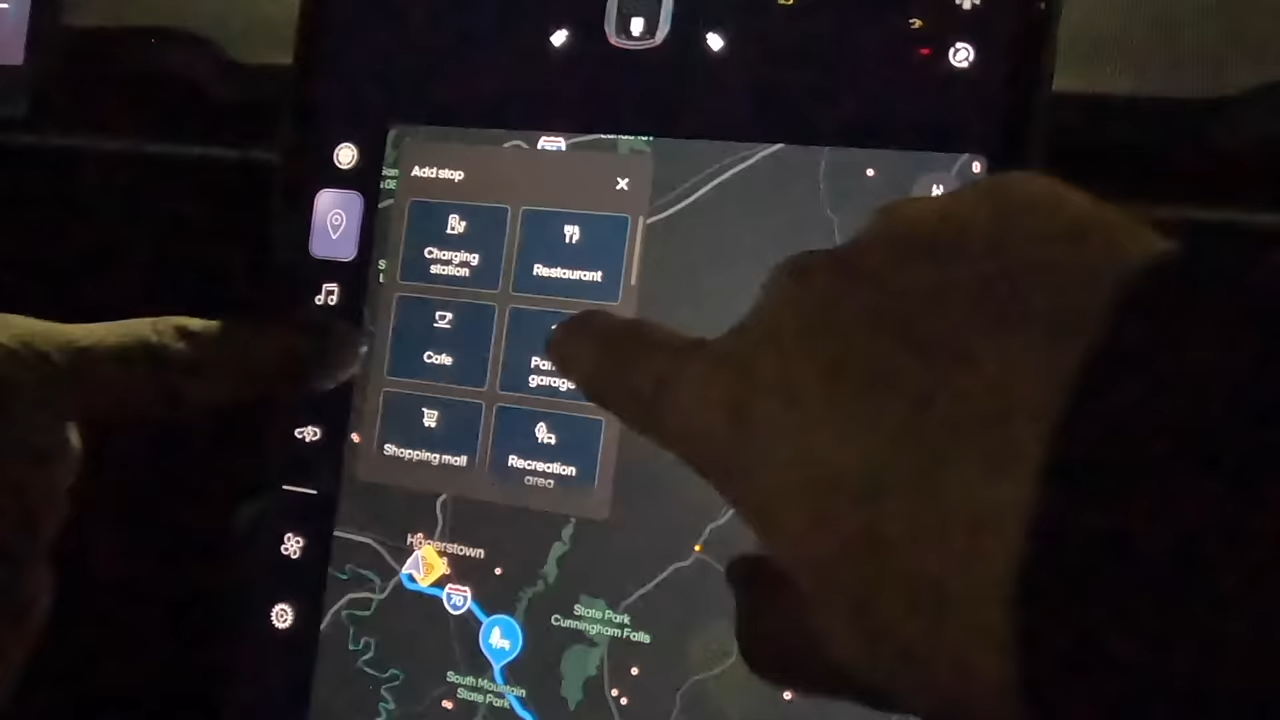 Add stop
Charging
station
Restaurant
Cafe
garage
Shopping mall
Recreation
area
Hagerstown
70
State Park
Cunningham Falls
South Mountain
State Park